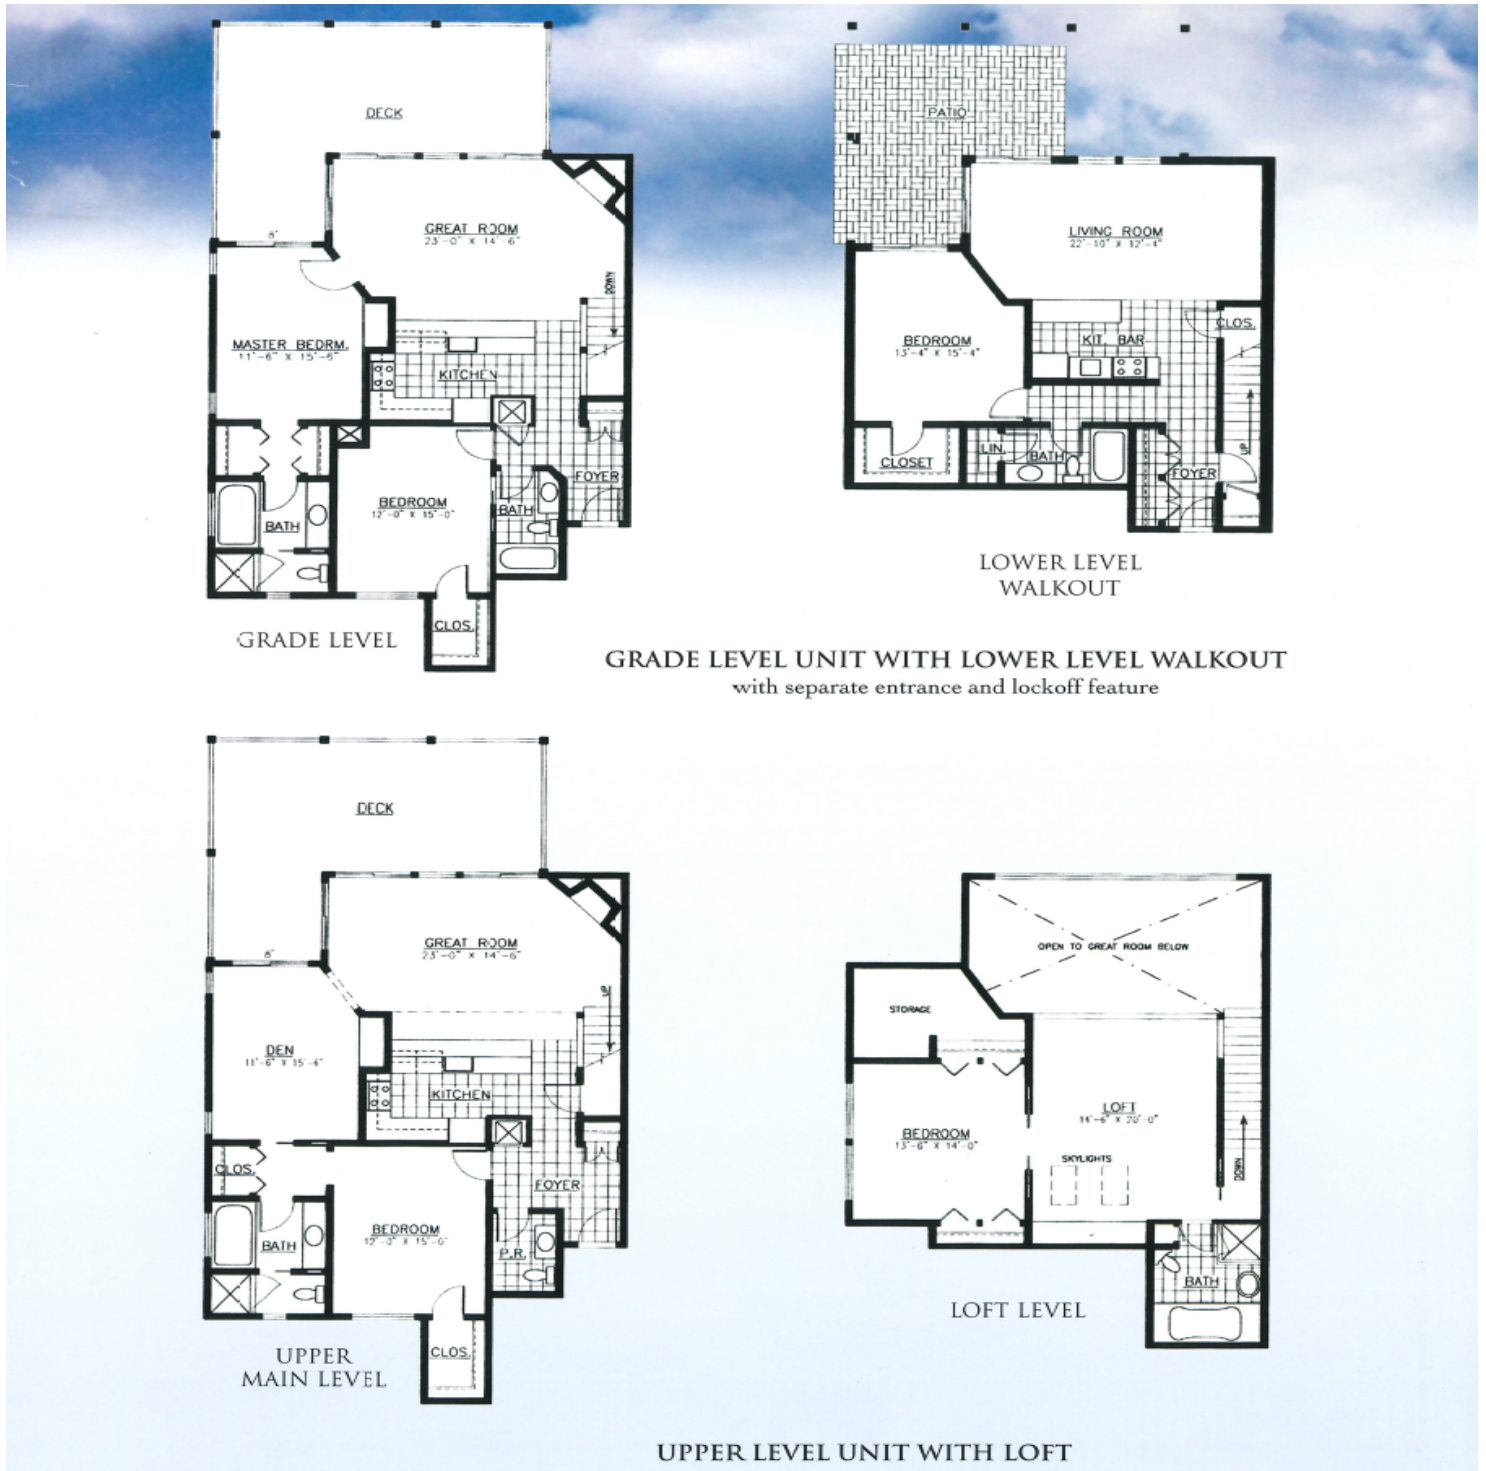 DECK
8'
GREAT ROOM
23'-0" X 14'-6"
DOWN
MASTER BEDRM.
11'-6" X 15'-6"
KITCHEN
BEDROOM
12'-0" X 15'-0"
FOYER
BATH
BATH
CLOS.
GRADE LEVEL
PATIO
LIVING ROOM
22'-10" X 12'-4"
CLOS.
KIT. BAR
BEDROOM
13'-4" X 15'-4"
UP
LIN.
BATH
CLOSET
FOYER
LOWER LEVEL
WALKOUT
GRADE LEVEL UNIT WITH LOWER LEVEL WALKOUT
with separate entrance and lockoff feature
DECK
8'
GREAT ROOM
23'-0" X 14'-6"
UP
DEN
11'-6" X 15'-6"
KITCHEN
CLOS.
FOYER
BEDROOM
12'-0" X 15'-0"
BATH
P.R.
CLOS.
UPPER
MAIN LEVEL
OPEN TO GREAT ROOM BELOW
STORAGE
LOFT
14'-6" X 20'-0"
BEDROOM
13'-6" X 14'-0"
SKYLIGHTS
DOWN
BATH
LOFT LEVEL
UPPER LEVEL UNIT WITH LOFT